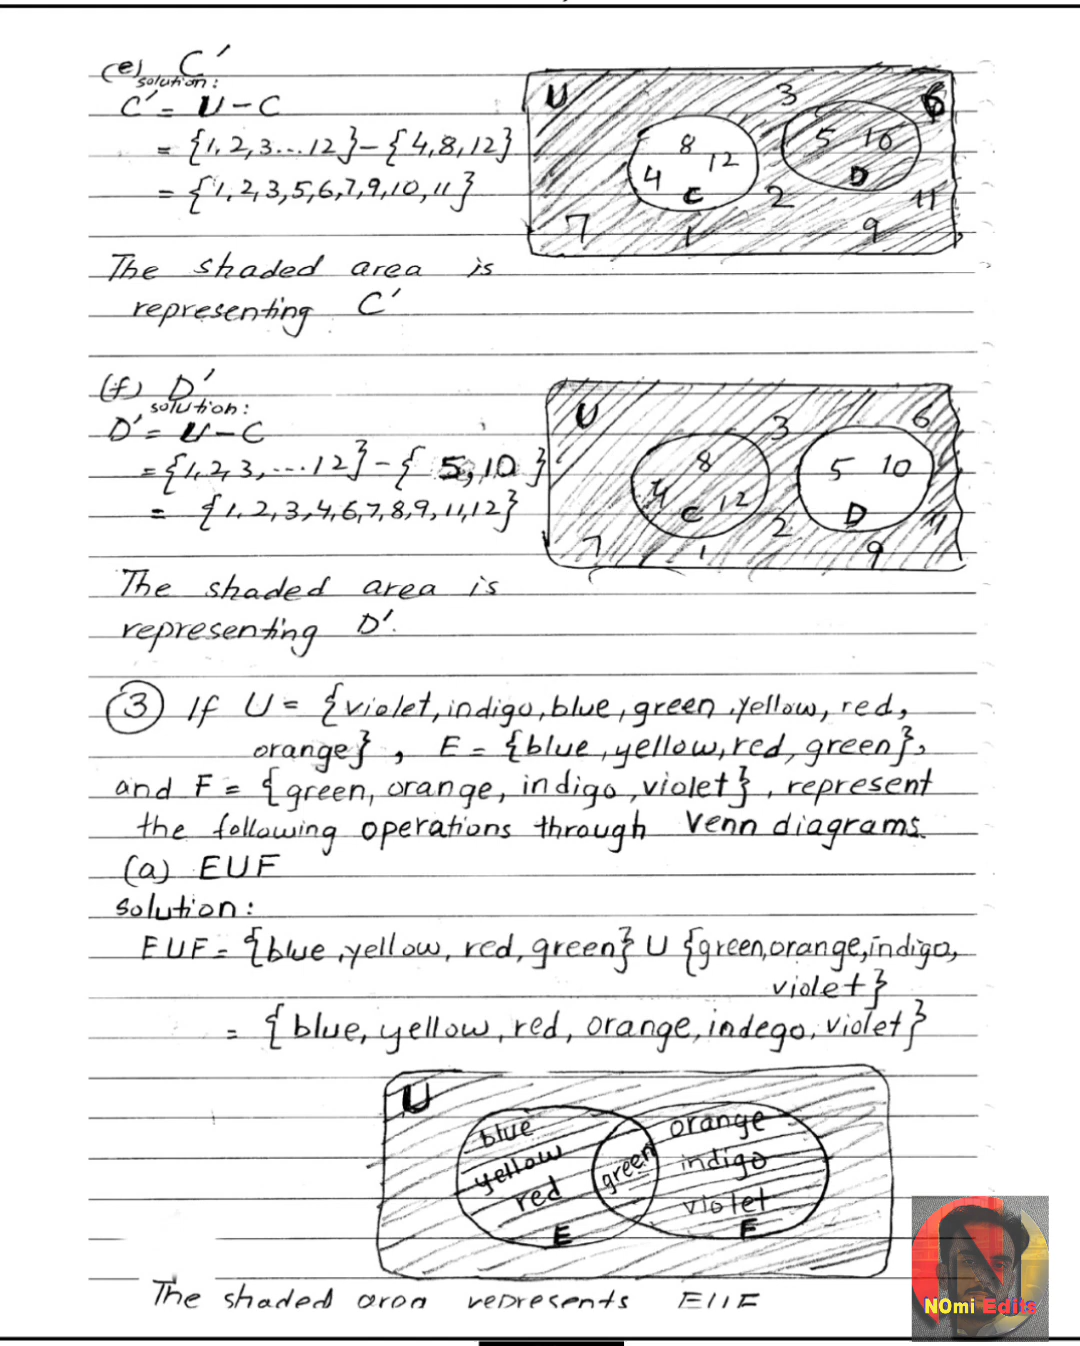 (e) C′
solution:
C′ = U − C
= {1,2,3...12} − {4,8,12}
= {1,2,3,5,6,7,9,10,11}
U 3 6
8 5 10
4 12 D
C 2 11
7 1 9
The shaded area is
representing C′
(f) D′
solution:
D′ = U − C
= {1,2,3,....12} − { 5,10 }
= {1,2,3,4,6,7,8,9,11,12}
U 3 6
8 5 10
4 C 12 D
2 11
7 1 9
The shaded area is
representing D′.
(3) If U = {violet, indigo, blue, green, yellow, red,
orange}, E = {blue, yellow, red, green},
and F = {green, orange, indigo, violet}, represent
the following operations through Venn diagrams.
(a) E∪F
Solution:
E∪F = {blue, yellow, red, green} ∪ {green, orange, indigo,
violet}
= {blue, yellow, red, orange, indego, violet}
U
blue orange
yellow green indigo
red violet
E F
The shaded area represents E∪F
NOmi Edits